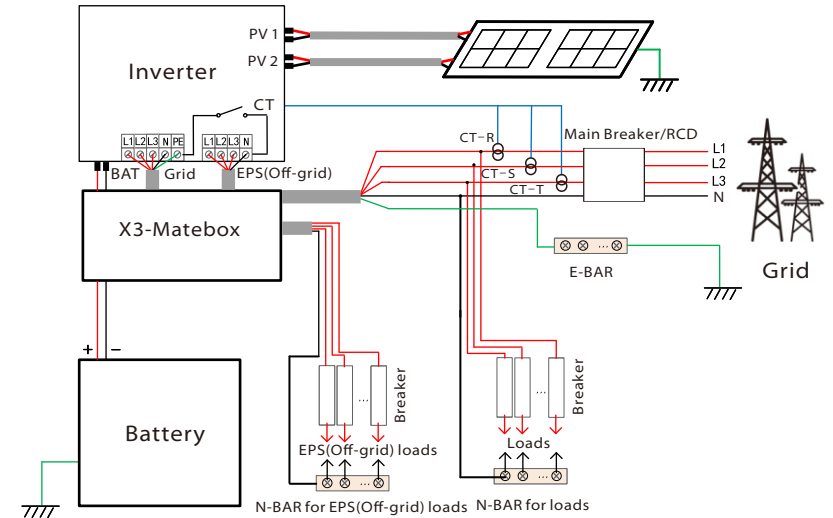 PV 1
PV 2
Inverter
CT
L1 L2 L3 N PE
L1 L2 L3 N
BAT
Grid
EPS(Off-grid)
CT-R
CT-S
CT-T
Main Breaker/RCD
L1
L2
L3
N
X3-Matebox
E-BAR
Grid
+ −
Battery
...
Breaker
EPS(Off-grid) loads
...
N-BAR for EPS(Off-grid) loads
...
Breaker
Loads
...
N-BAR for loads
...